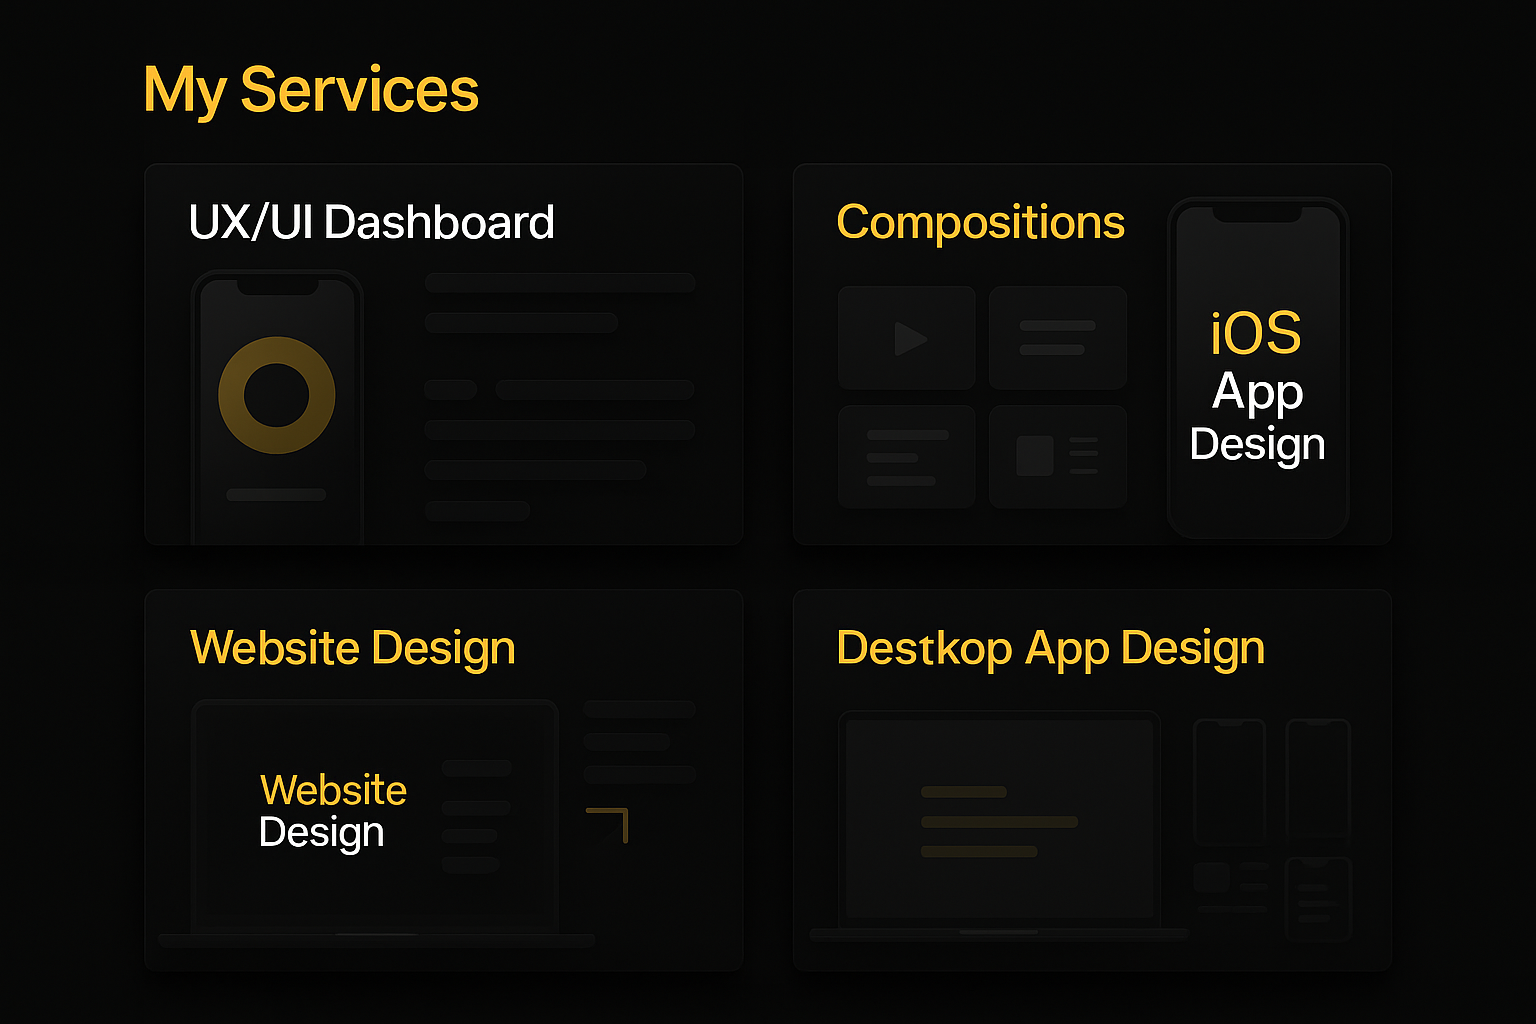 My Services
UX/UI Dashboard
Compositions
iOS
App
Design
Website Design
Website
Design
Destkop App Design